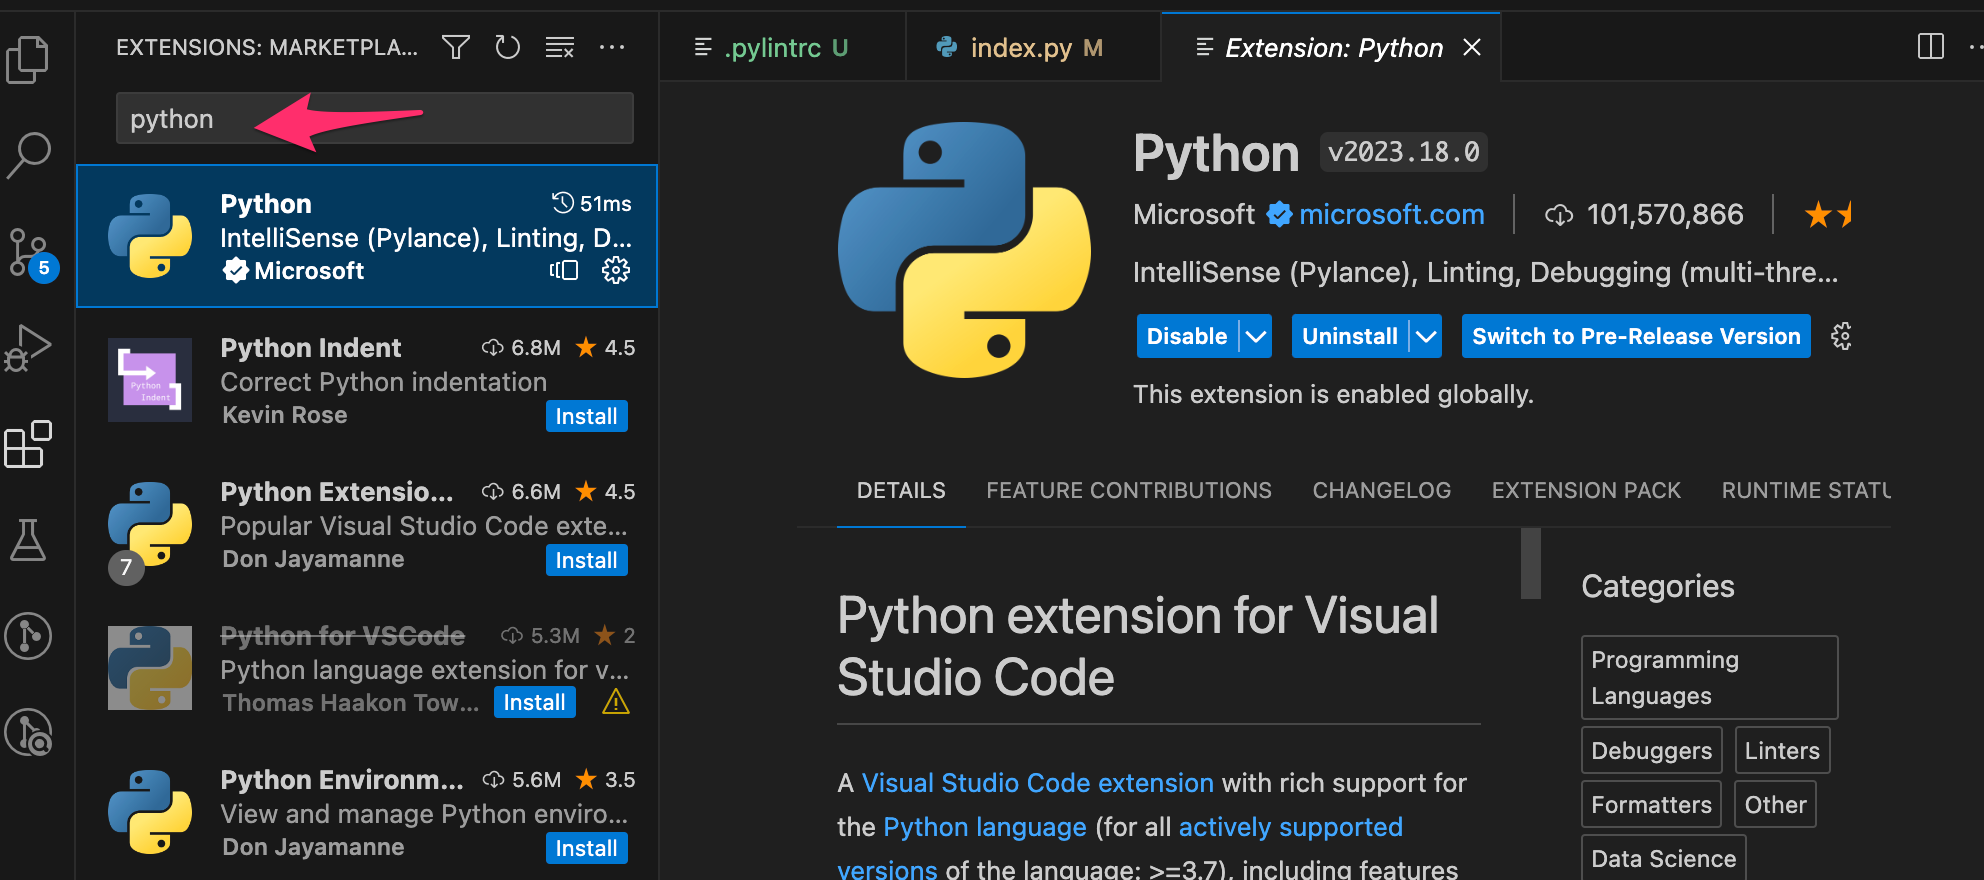 EXTENSIONS: MARKETPLA...
python
Python 51ms
IntelliSense (Pylance), Linting, D...
Microsoft
Python Indent 6.8M 4.5
Correct Python indentation
Kevin Rose Install
Python Indent
Python Extensio... 6.6M 4.5
Popular Visual Studio Code exte...
Don Jayamanne Install
7
Python for VSCode 5.3M 2
Python language extension for v...
Thomas Haakon Tow... Install
Python Environm... 5.6M 3.5
View and manage Python enviro...
Don Jayamanne Install
5
.pylintrc U
index.py M
Extension: Python
Python v2023.18.0
Microsoft microsoft.com 101,570,866
IntelliSense (Pylance), Linting, Debugging (multi-thre...
Disable Uninstall Switch to Pre-Release Version
This extension is enabled globally.
DETAILS FEATURE CONTRIBUTIONS CHANGELOG EXTENSION PACK RUNTIME STATU
Python extension for Visual
Studio Code
A Visual Studio Code extension with rich support for
the Python language (for all actively supported
versions of the language: >=3.7), including features
Categories
Programming
Languages
Debuggers Linters
Formatters Other
Data Science